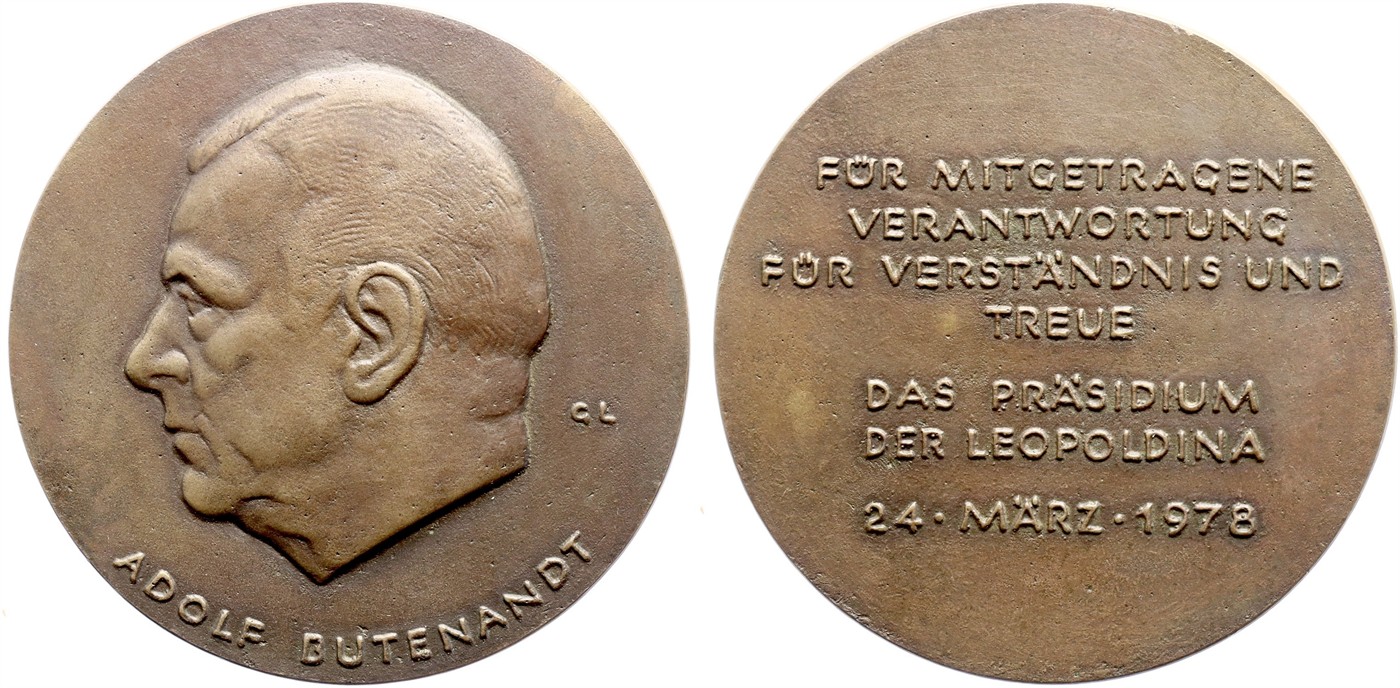 ADOLF BUTENANDT
GL
FÜR MITGETRAGENE
VERANTWORTUNG
FÜR VERSTÄNDNIS UND
TREUE
DAS PRÄSIDIUM
DER LEOPOLDINA
24 · MÄRZ · 1978